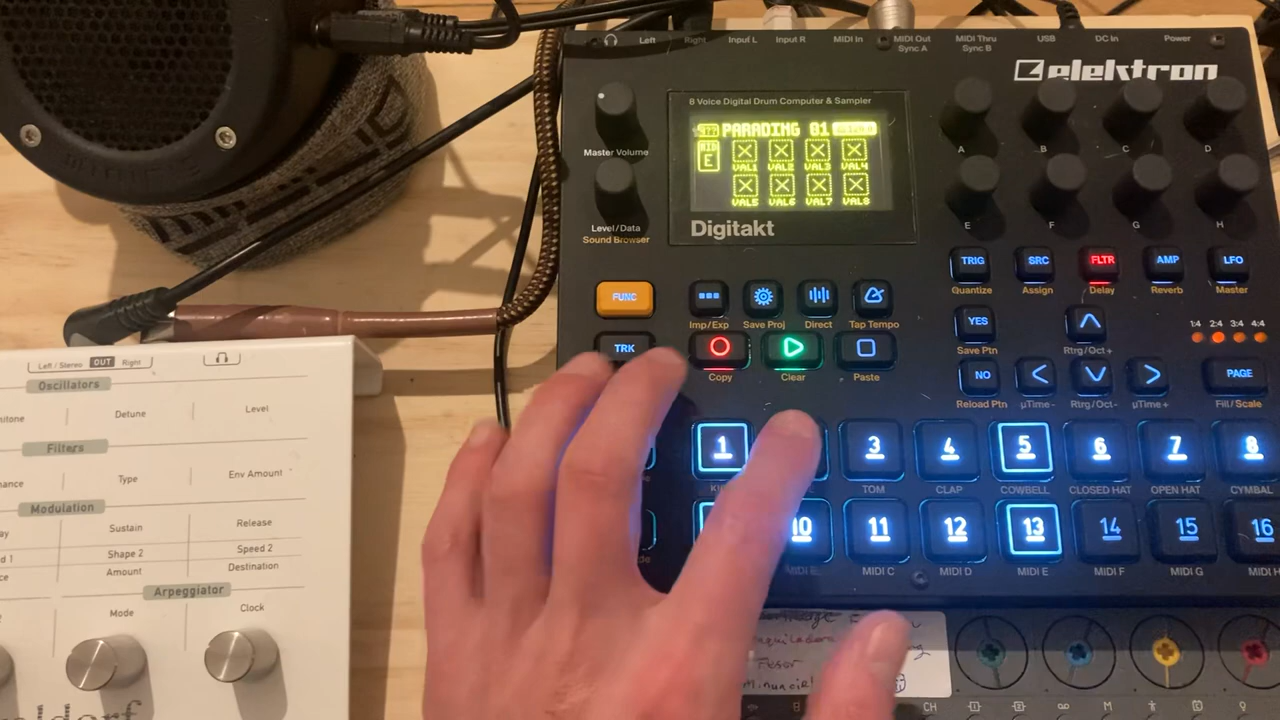 Left Right Input L Input R MIDI In MIDI Out MIDI Thru USB DC In Power
Sync A Sync B
elektron
8 Voice Digital Drum Computer & Sampler
PARADING 01
MID E
VAL1 VAL2 VAL3 VAL4
VAL5 VAL6 VAL7 VAL8
Digitakt
Master Volume
Level/Data
Sound Browser
A B C D
E F G H
TRIG SRC FLTR AMP LFO
Quantize Assign Delay Reverb Master
FUNC
Imp/Exp Save Proj Direct Tap Tempo
TRK
Copy Clear Paste
YES
Save Ptn Rtrg/Oct+
1:4 2:4 3:4 4:4
NO PAGE
Reload Ptn µTime- Rtrg/Oct- µTime+ Fill/Scale
1 3 4 5 6 7 8
TOM CLAP COWBELL CLOSED HAT OPEN HAT CYMBAL
10 11 12 13 14 15 16
MIDI C MIDI D MIDI E MIDI F MIDI G MIDI H
Left / Stereo OUT Right
Oscillators
Detune Level
Filters
Type Env Amount
Modulation
Sustain Release
Shape 2 Speed 2
Amount Destination
Arpeggiator
Mode Clock
CH
M